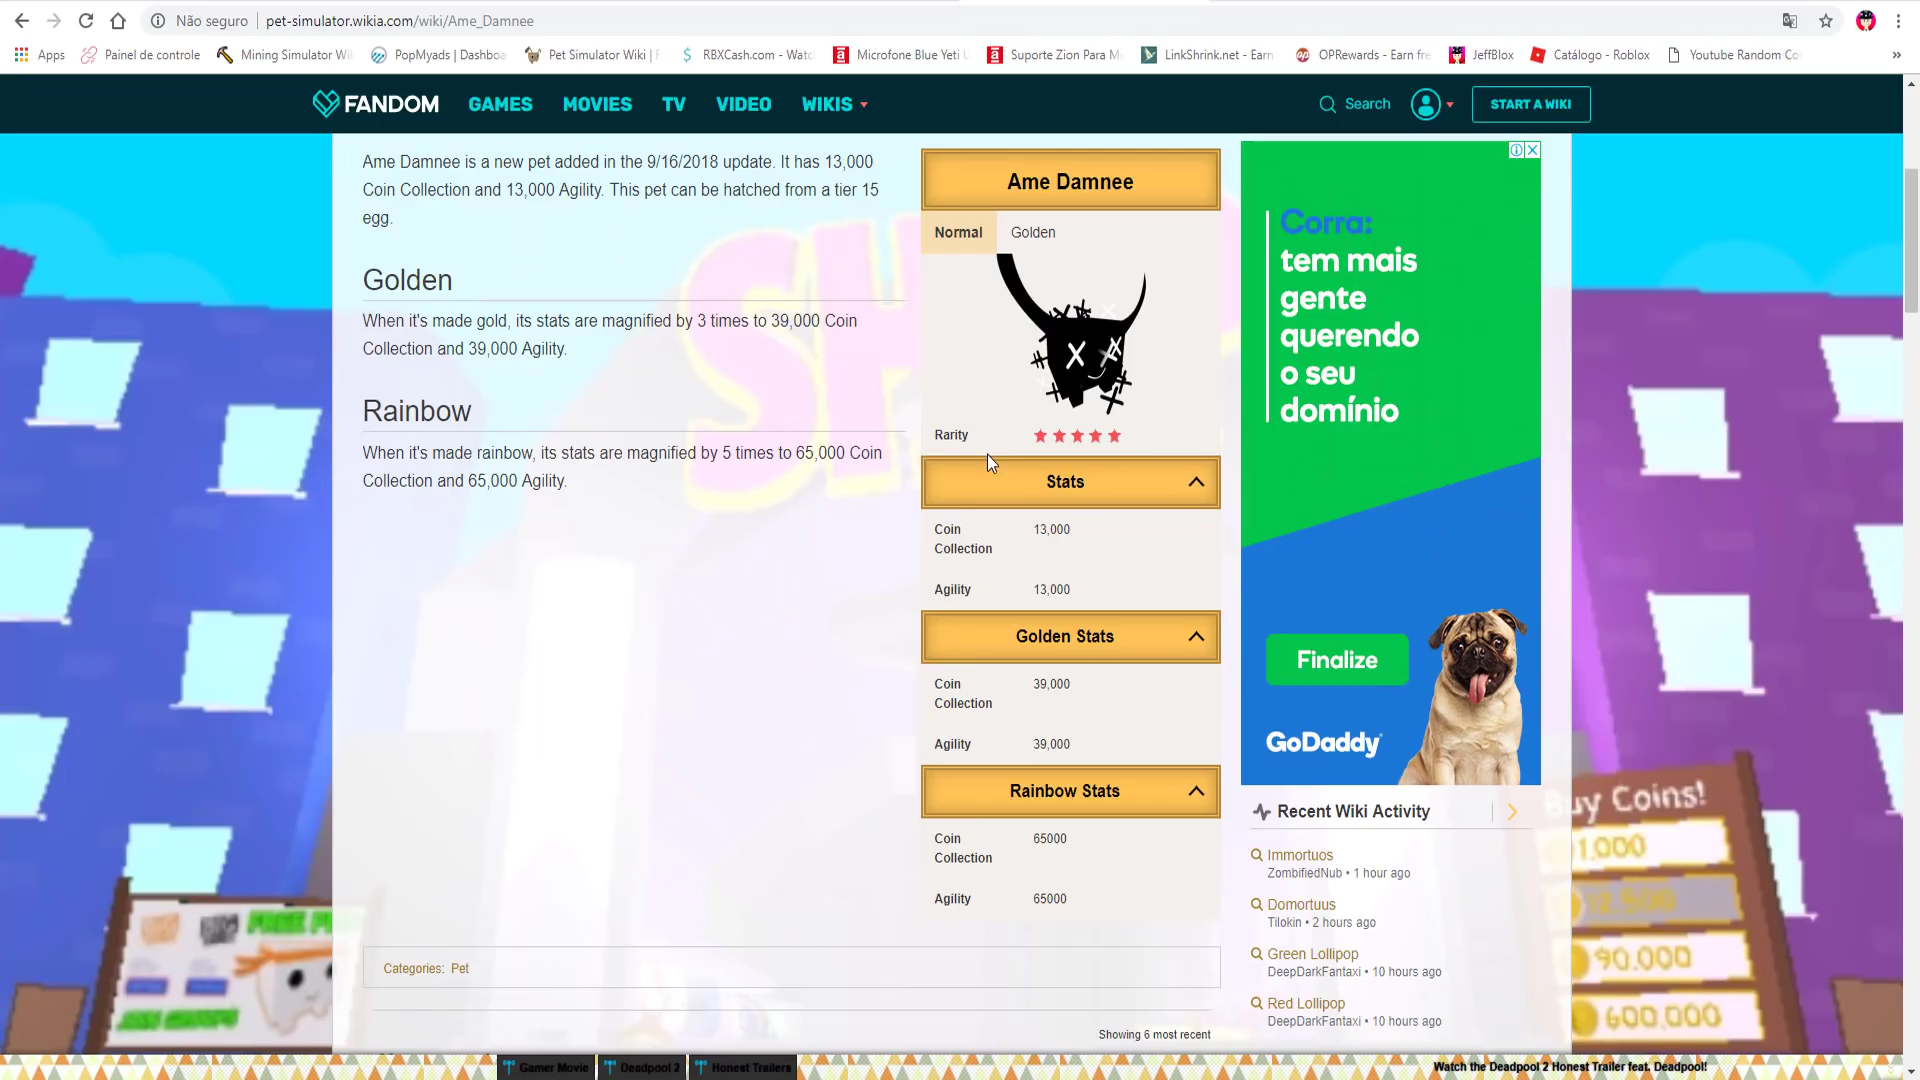 Não seguro
pet-simulator.wikia.com/wiki/Ame_Damnee
Apps
Painel de controle
Mining Simulator Wi
PopMyads | Dashboa
Pet Simulator Wiki | F
RBXCash.com - Watc
Microfone Blue Yeti U
Suporte Zion Para Mi
LinkShrink.net - Earn
OPRewards - Earn fre
JeffBlox
Catálogo - Roblox
Youtube Random Co
FANDOM
GAMES
MOVIES
TV
VIDEO
WIKIS
Search
START A WIKI
Ame Damnee is a new pet added in the 9/16/2018 update. It has 13,000
Coin Collection and 13,000 Agility. This pet can be hatched from a tier 15
egg.
Golden
When it's made gold, its stats are magnified by 3 times to 39,000 Coin
Collection and 39,000 Agility.
Rainbow
When it's made rainbow, its stats are magnified by 5 times to 65,000 Coin
Collection and 65,000 Agility.
Ame Damnee
Normal
Golden
Rarity
Stats
Coin
Collection
13,000
Agility
13,000
Golden Stats
Coin
Collection
39,000
Agility
39,000
Rainbow Stats
Coin
Collection
65000
Agility
65000
Corra:
tem mais
gente
querendo
o seu
domínio
Finalize
GoDaddy
Recent Wiki Activity
Immortuos
ZombifiedNub • 1 hour ago
Domortuus
Tilokin • 2 hours ago
Green Lollipop
DeepDarkFantaxi • 10 hours ago
Red Lollipop
DeepDarkFantaxi • 10 hours ago
Categories: Pet
Showing 6 most recent
Buy Coins!
1,000
12,500
90,000
600,000
Gamer Movie
Deadpool 2
Honest Trailers
Watch the Deadpool 2 Honest Trailer feat. Deadpool!